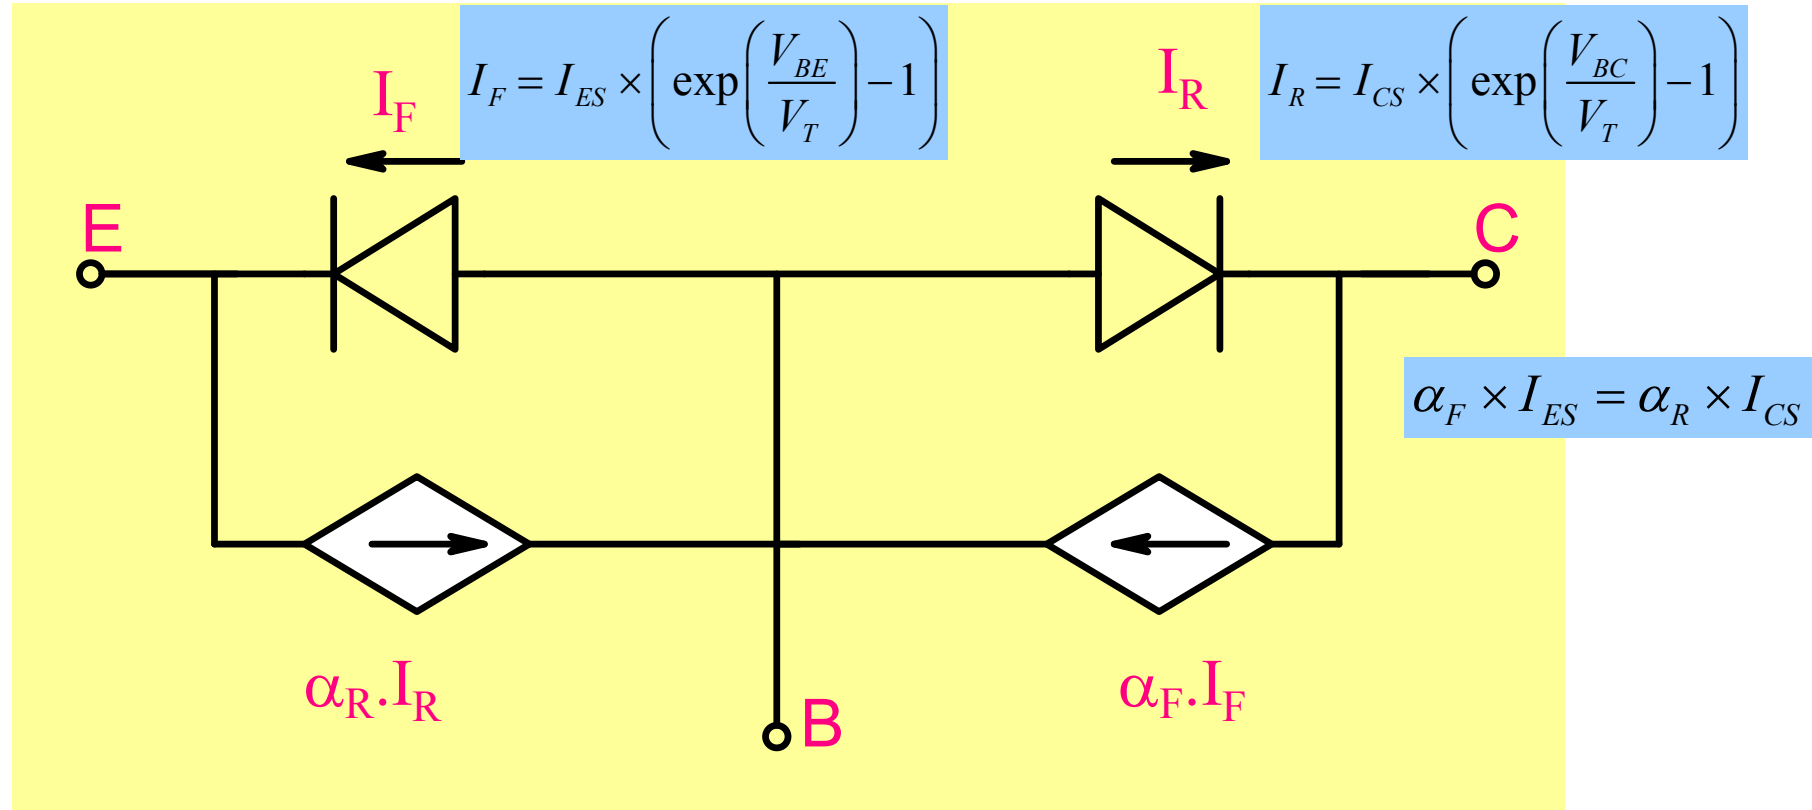 I_F
I_F = I_ES × ( exp( V_BE / V_T ) − 1 )
I_R
I_R = I_CS × ( exp( V_BC / V_T ) − 1 )
E
C
α_F × I_ES = α_R × I_CS
α_R.I_R
α_F.I_F
B